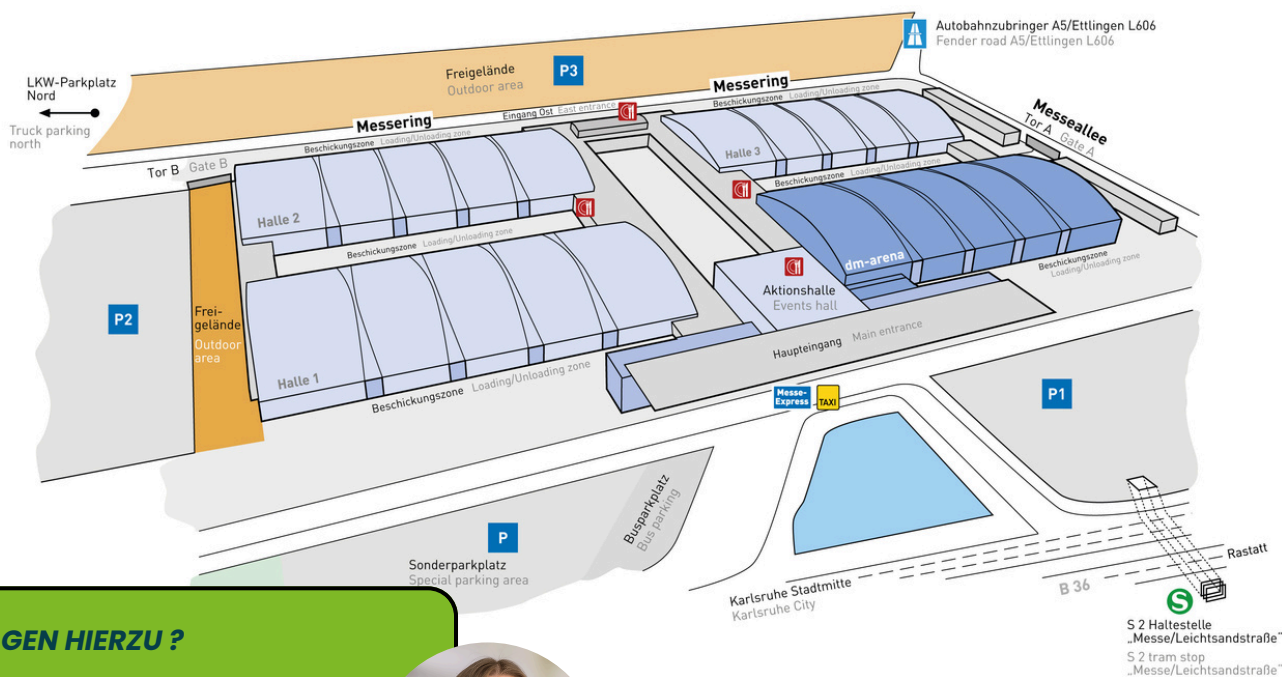 Autobahnzubringer A5/Ettlingen L606
Fender road A5/Ettlingen L606
LKW-Parkplatz
Nord
Truck parking
north
Freigelände
Outdoor area
P3
Messering
Messering
Eingang Ost East entrance
Beschickungszone Loading/Unloading zone
Beschickungszone Loading/Unloading zone
Messeallee
Tor A Gate A
Tor B Gate B
Halle 3
Beschickungszone Loading/Unloading zone
Halle 2
Beschickungszone Loading/Unloading zone
dm-arena
Beschickungszone
Loading/Unloading zone
Aktionshalle
Events hall
P2
Frei-
gelände
Outdoor
area
Halle 1
Beschickungszone Loading/Unloading zone
Haupteingang Main entrance
Messe-
Express
TAXI
P1
Busparkplatz
Bus parking
P
Sonderparkplatz
Special parking area
Karlsruhe Stadtmitte
Karlsruhe City
B 36
Rastatt
S
S 2 Haltestelle
„Messe/Leichtsandstraße“
S 2 tram stop
„Messe/Leichtsandstraße“
GEN HIERZU ?